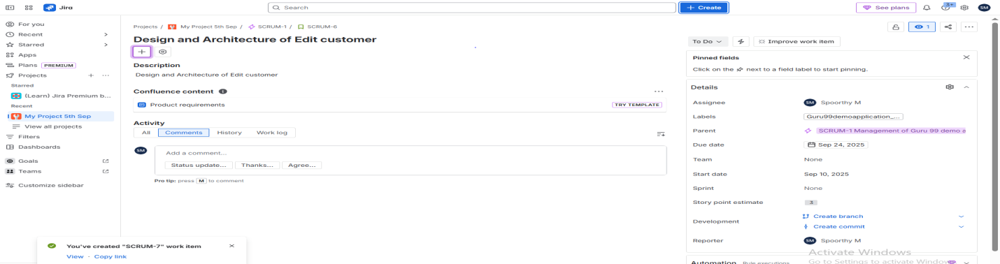 Jira
Search
+ Create
See plans
3+
SM
For you
Recent
Starred
Apps
Plans PREMIUM
Projects
Starred
(Learn) Jira Premium b...
Recent
My Project 5th Sep
View all projects
Filters
Dashboards
Goals
Teams
Customize sidebar
Projects / My Project 5th Sep / SCRUM-1 / SCRUM-6
1
Design and Architecture of Edit customer
Description
Design and Architecture of Edit customer
Confluence content
Product requirements
TRY TEMPLATE
Activity
All Comments History Work log
SM
Add a comment...
Status update... Thanks... Agree...
Pro tip: press M to comment
To Do
Improve work item
Pinned fields
Click on the next to a field label to start pinning.
Details
Assignee SM Spoorthy M
Labels Guru99demoapplication_...
Parent SCRUM-1 Management of Guru 99 demo a
Due date Sep 24, 2025
Team None
Start date Sep 10, 2025
Sprint None
Story point estimate 3
Development Create branch
Create commit
Reporter SM Spoorthy M
Automation Rule executions
Activate Windows
Go to Settings to activate Windows.
You've created "SCRUM-7" work item
View · Copy link